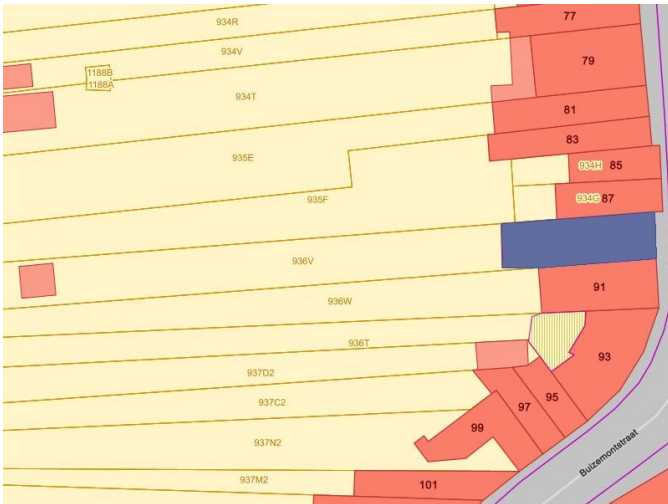 934R
77
934V
79
1188B
1188A
934T
81
83
935E
934H
85
935F
934G
87
936V
91
936W
936T
93
937D2
95
937C2
97
99
937N2
Buizemontstraat
937M2
101